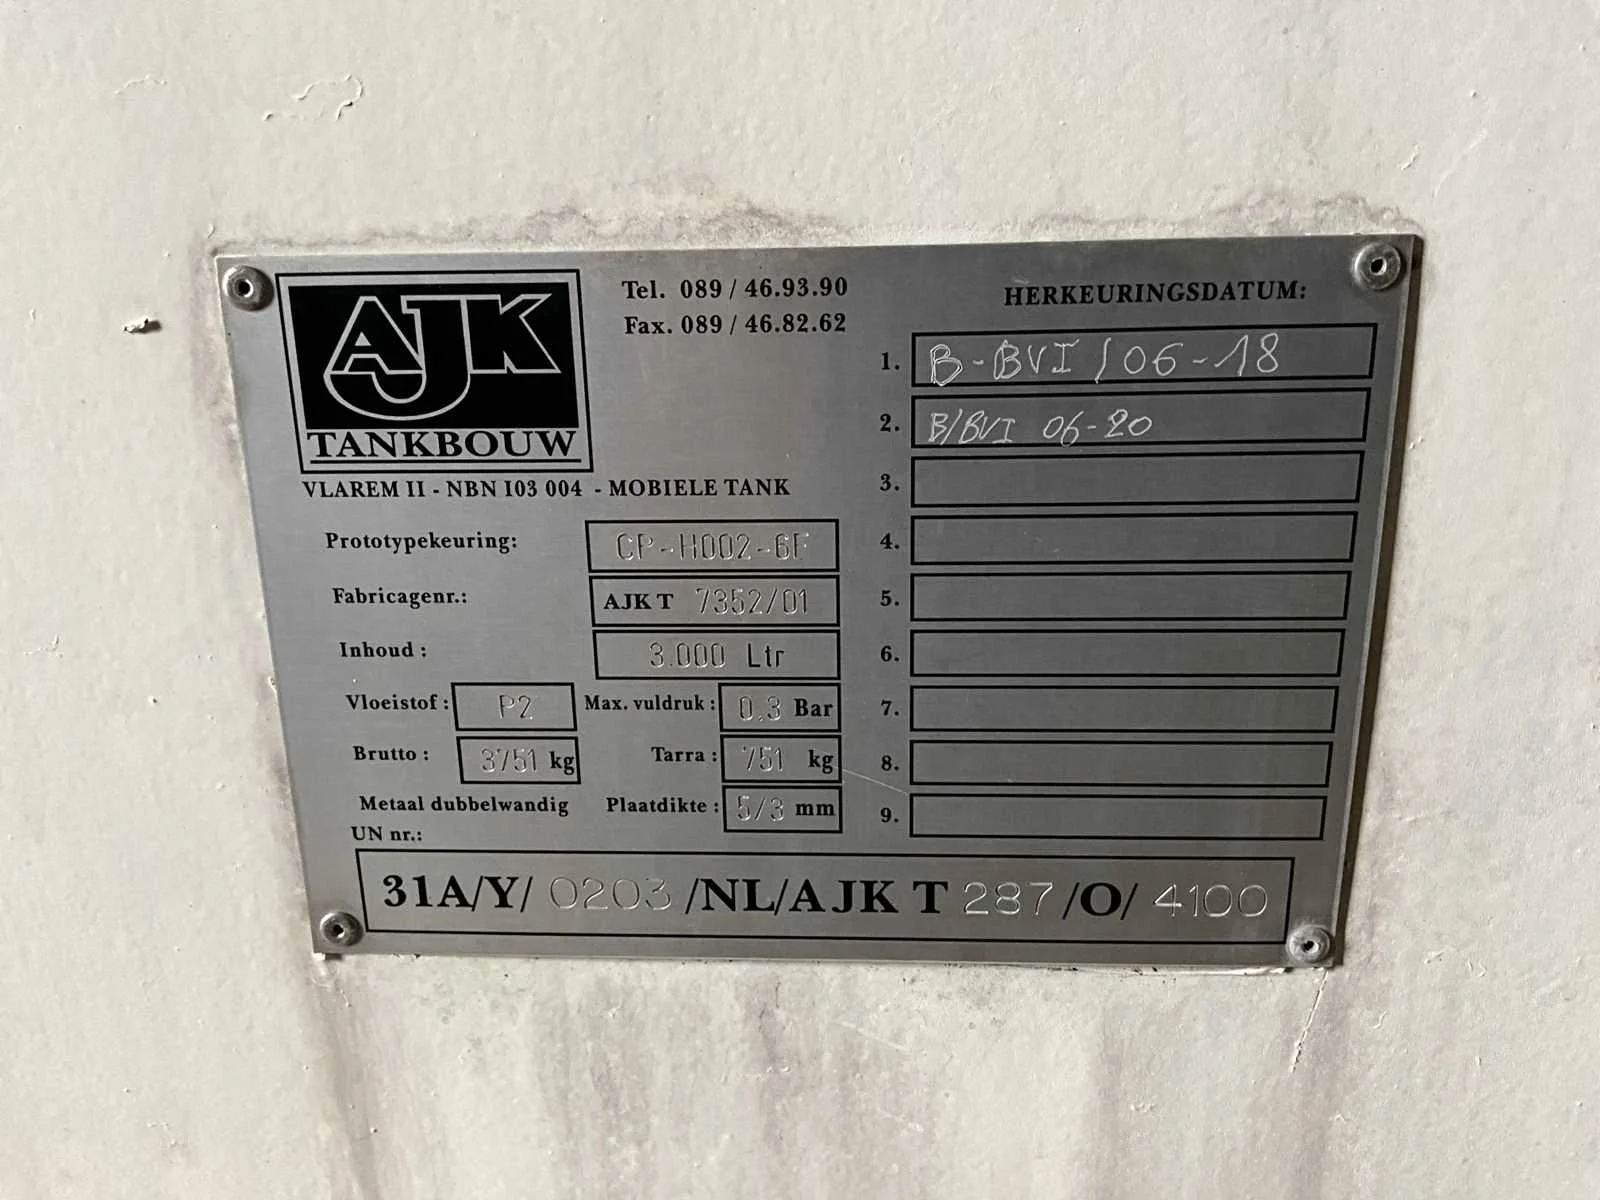 AJK
TANKBOUW
Tel. 089 / 46.93.90
Fax. 089 / 46.82.62
VLAREM II - NBN I03 004 - MOBIELE TANK
Prototypekeuring: CP-H002-6F
Fabricagenr.: AJK T 7352/01
Inhoud : 3.000 Ltr
Vloeistof : P2 Max. vuldruk : 0.3 Bar
Brutto : 3751 kg Tarra : 751 kg
Metaal dubbelwandig Plaatdikte : 5/3 mm
UN nr.:
HERKEURINGSDATUM:
1. B-BVI/06-18
2. B/BVI 06-20
3.
4.
5.
6.
7.
8.
9.
31A/Y/ 0203 /NL/AJK T 287 /O/ 4100